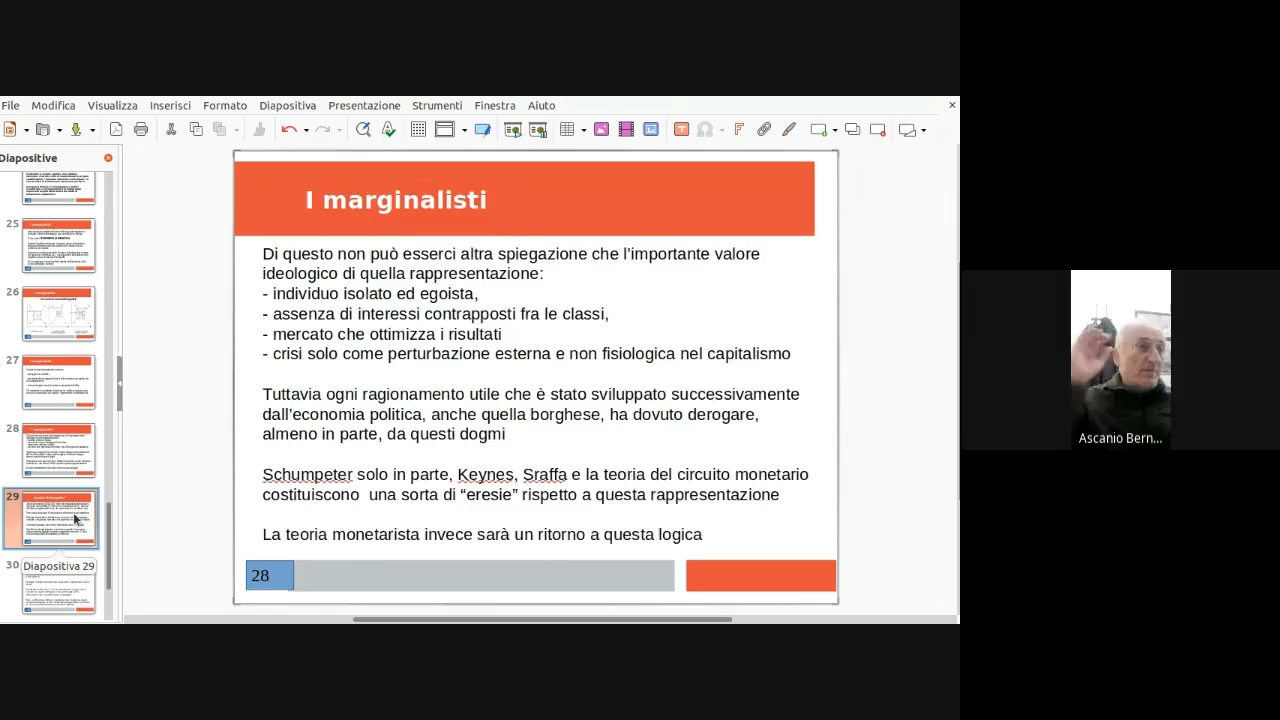 File Modifica Visualizza Inserisci Formato Diapositiva Presentazione Strumenti Finestra Aiuto
Diapositive
25
26
27
28
29
30
Diapositiva 29
I marginalisti
Di questo non può esserci altra spiegazione che l'importante valore
ideologico di quella rappresentazione:
- individuo isolato ed egoista,
- assenza di interessi contrapposti fra le classi,
- mercato che ottimizza i risultati
- crisi solo come perturbazione esterna e non fisiologica nel capitalismo
Tuttavia ogni ragionamento utile che è stato sviluppato successivamente
dall'economia politica, anche quella borghese, ha dovuto derogare,
almeno in parte, da questi dogmi
Schumpeter solo in parte, Keynes, Sraffa e la teoria del circuito monetario
costituiscono una sorta di "eresie" rispetto a questa rappresentazione
La teoria monetarista invece sarà un ritorno a questa logica
28
Ascanio Bern...